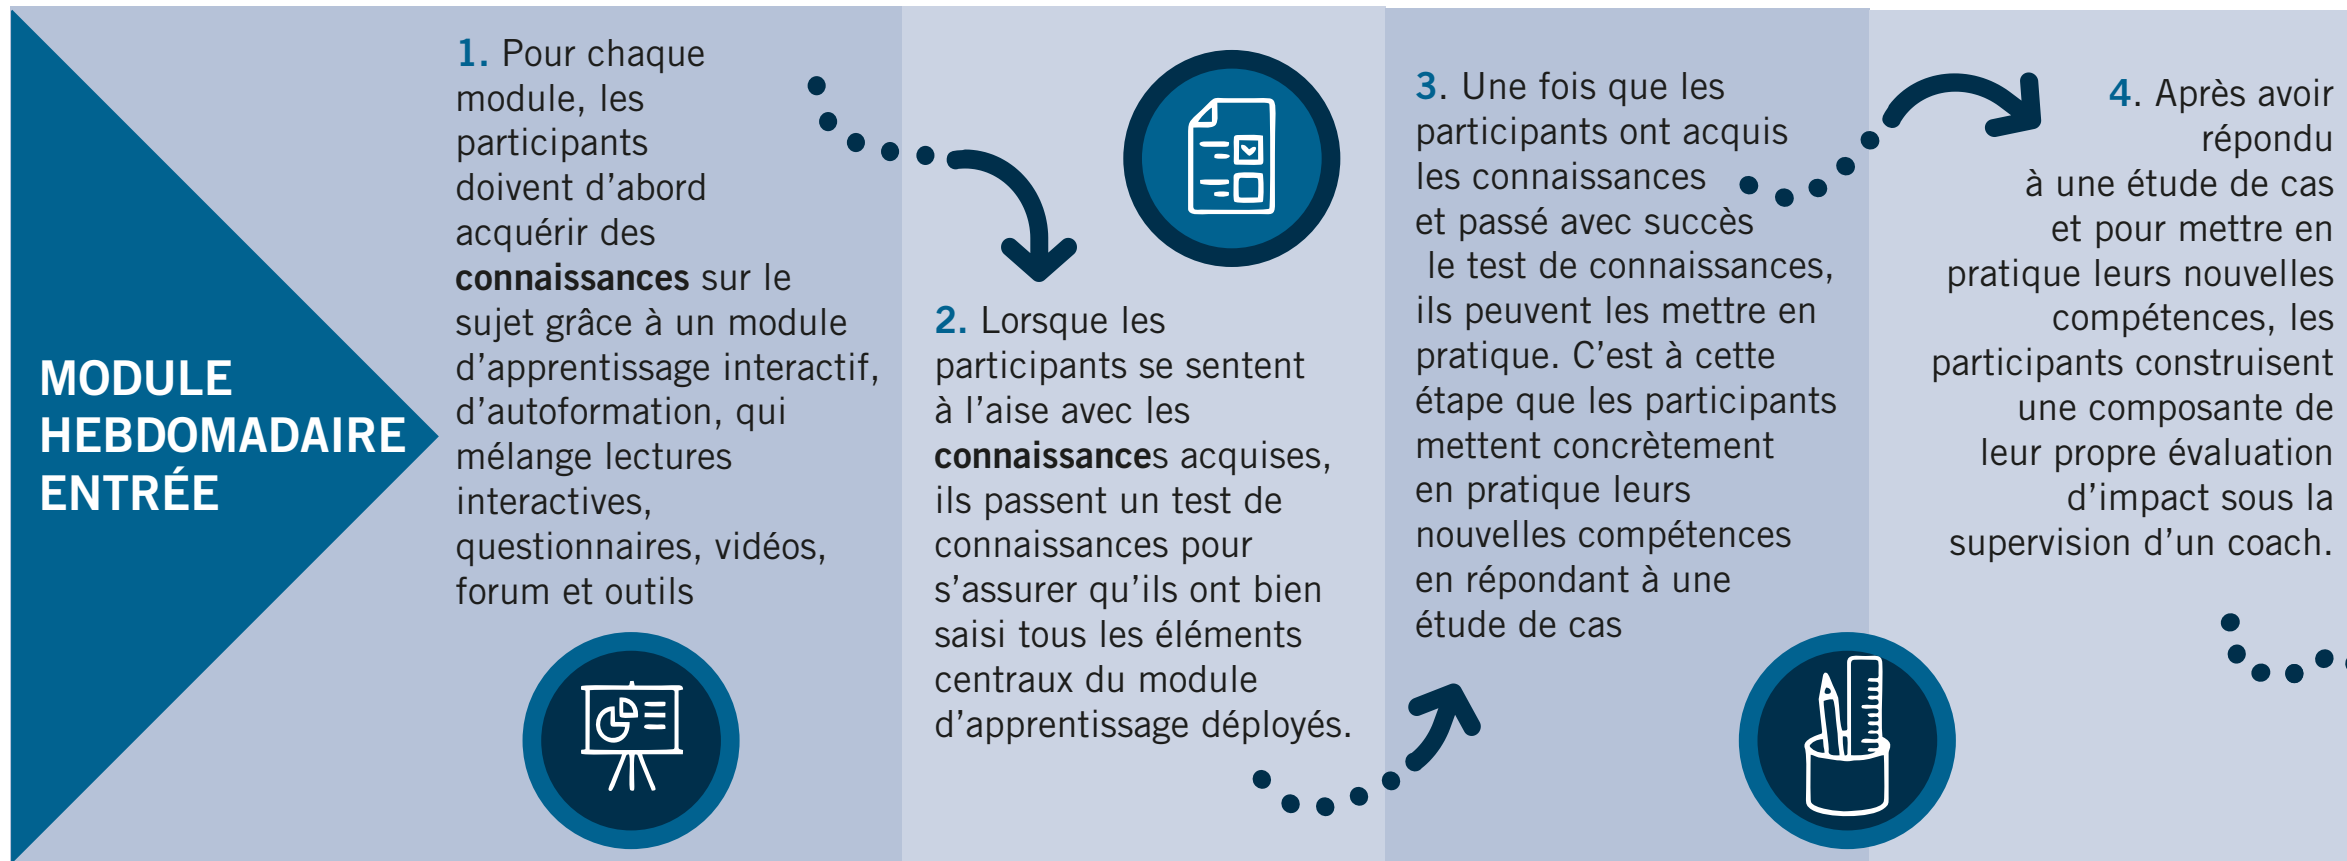 MODULE
HEBDOMADAIRE
ENTRÉE
1. Pour chaque
module, les
participants
doivent d’abord
acquérir des
connaissances sur le
sujet grâce à un module
d’apprentissage interactif,
d’autoformation, qui
mélange lectures
interactives,
questionnaires, vidéos,
forum et outils
2. Lorsque les
participants se sentent
à l’aise avec les
connaissances acquises,
ils passent un test de
connaissances pour
s’assurer qu’ils ont bien
saisi tous les éléments
centraux du module
d’apprentissage déployés.
3. Une fois que les
participants ont acquis
les connaissances
et passé avec succès
le test de connaissances,
ils peuvent les mettre en
pratique. C’est à cette
étape que les participants
mettent concrètement
en pratique leurs
nouvelles compétences
en répondant à une
étude de cas
4. Après avoir
répondu
à une étude de cas
et pour mettre en
pratique leurs nouvelles
compétences, les
participants construisent
une composante de
leur propre évaluation
d’impact sous la
supervision d’un coach.